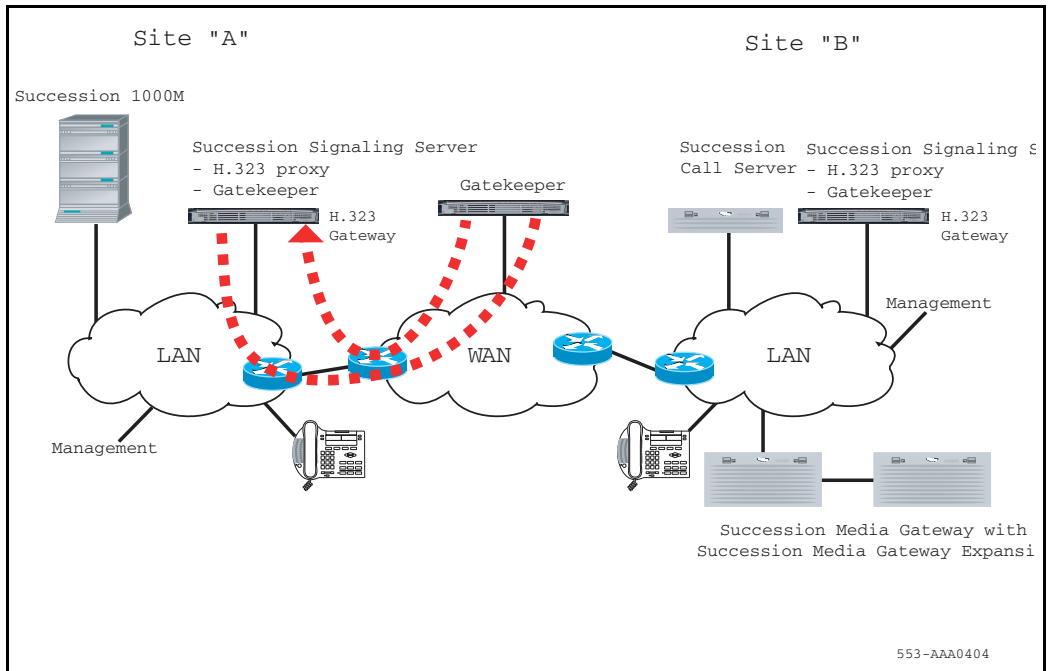 Site "A"
Site "B"
Succession 1000M
Succession Signaling Server
- H.323 proxy
- Gatekeeper
H.323
Gateway
Gatekeeper
Succession
Call Server
Succession Signaling S
- H.323 proxy
- Gatekeeper
H.323
Gateway
Management
LAN
WAN
LAN
Management
Succession Media Gateway with
Succession Media Gateway Expansi
553-AAA0404